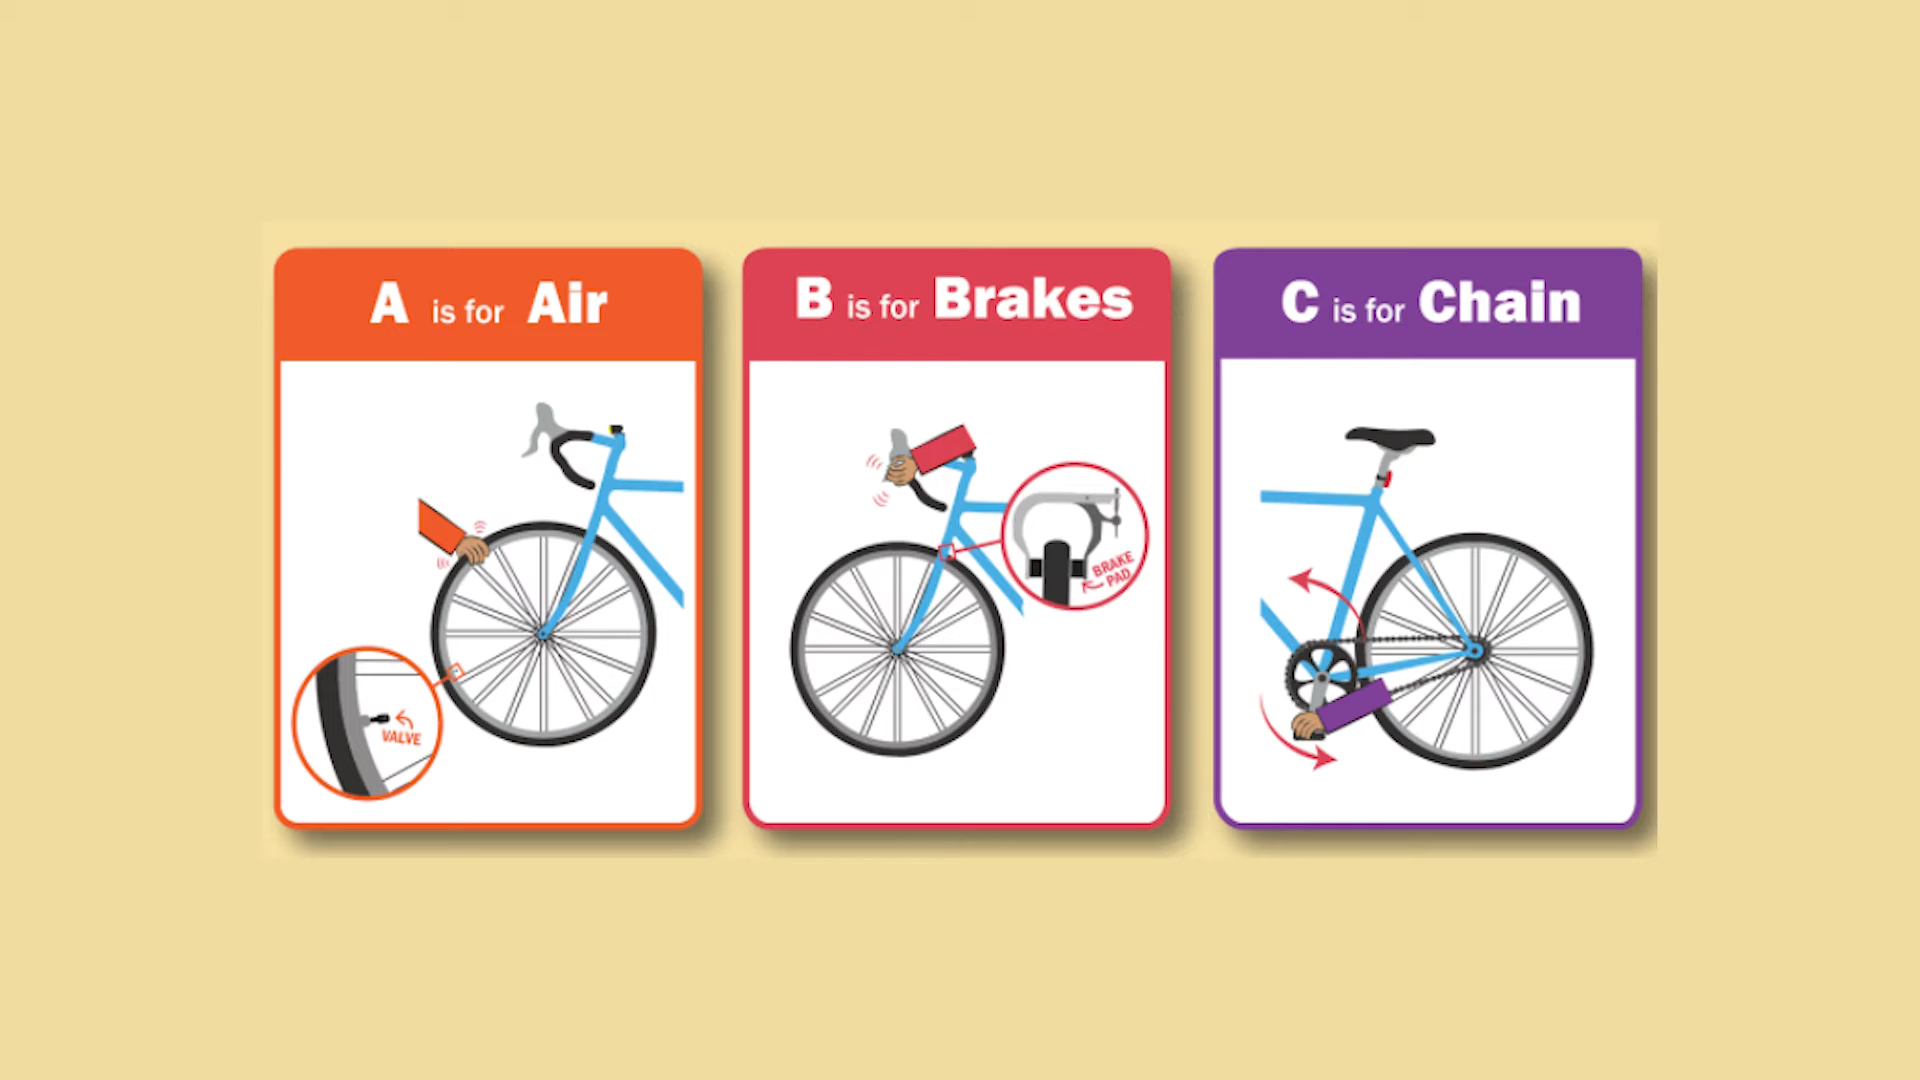 A is for Air
VALVE
B is for Brakes
BRAKE
PAD
C is for Chain